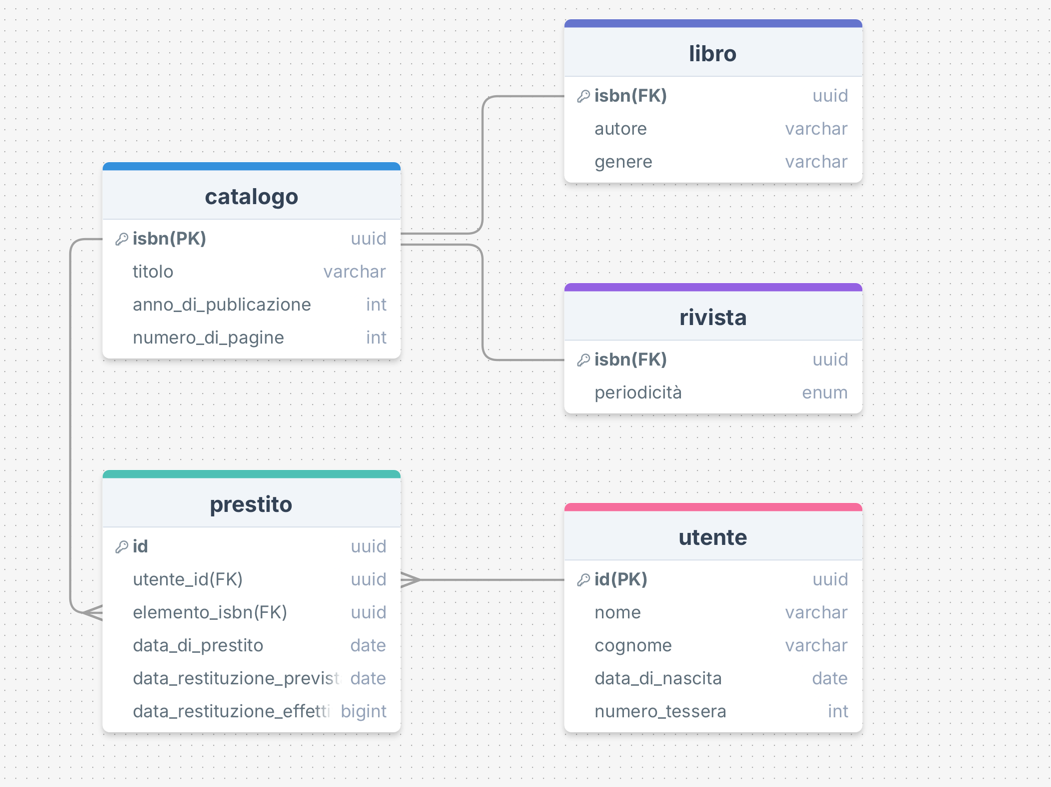 libro
isbn(FK) uuid
autore varchar
genere varchar
catalogo
isbn(PK) uuid
titolo varchar
anno_di_publicazione int
numero_di_pagine int
rivista
isbn(FK) uuid
periodicità enum
prestito
id uuid
utente_id(FK) uuid
elemento_isbn(FK) uuid
data_di_prestito date
data_restituzione_previst date
data_restituzione_effetti bigint
utente
id(PK) uuid
nome varchar
cognome varchar
data_di_nascita date
numero_tessera int